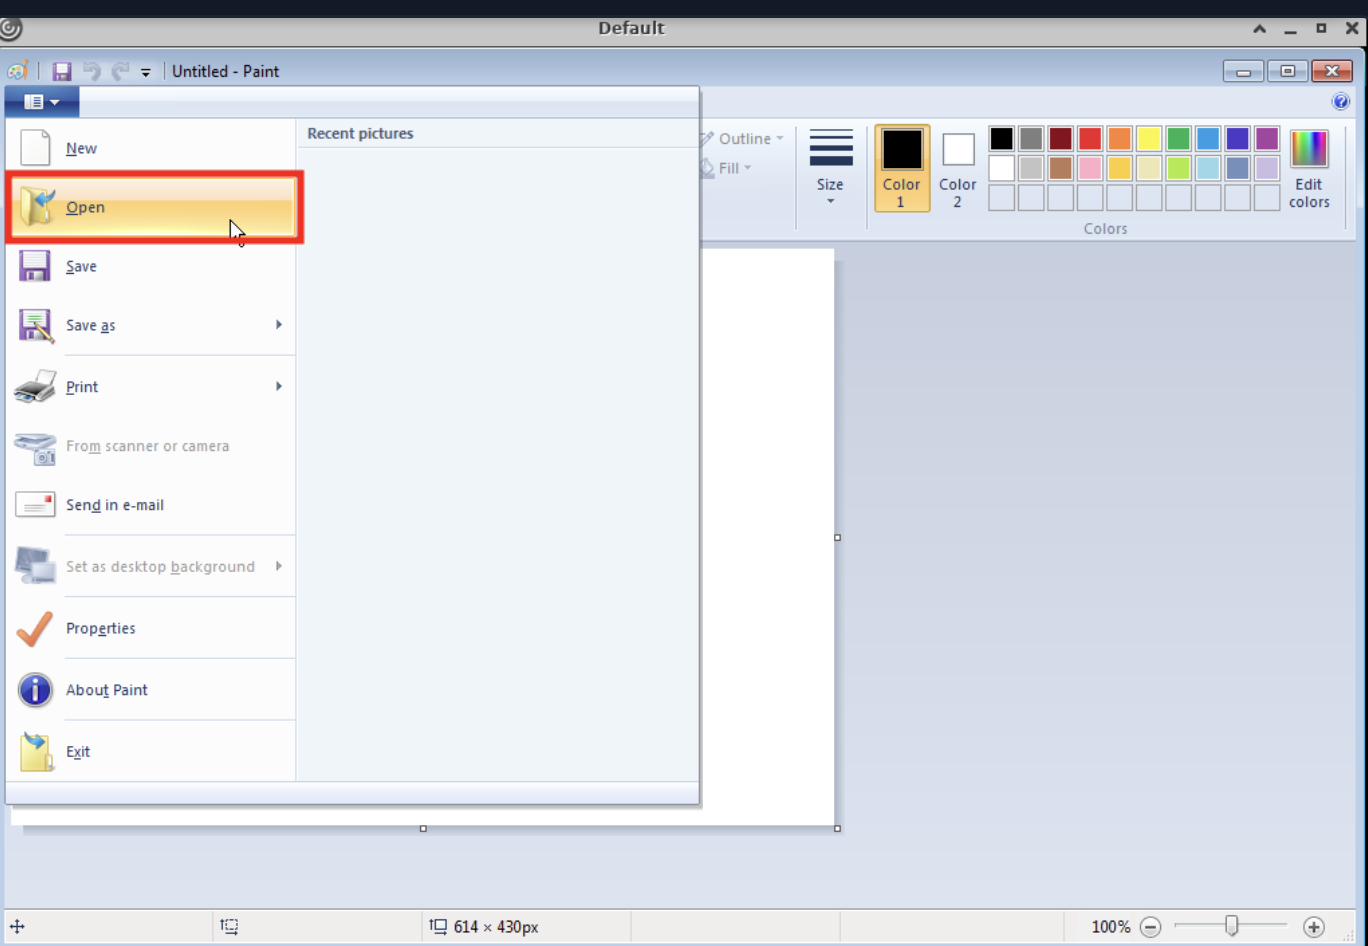 Default
Untitled - Paint
New
Open
Save
Save as
Print
From scanner or camera
Send in e-mail
Set as desktop background
Properties
About Paint
Exit
Recent pictures
Outline
Fill
Size
Color
1
Color
2
Edit
colors
Colors
614 × 430px
100%